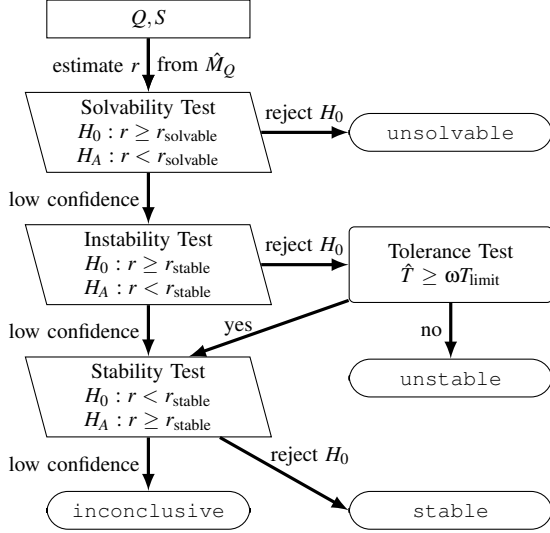 Q, S
estimate r from M̂_Q
Solvability Test
H_0 : r ≥ r_solvable
H_A : r < r_solvable
reject H_0
unsolvable
low confidence
Instability Test
H_0 : r ≥ r_stable
H_A : r < r_stable
reject H_0
Tolerance Test
T̂ ≥ ωT_limit
low confidence
yes
no
Stability Test
H_0 : r < r_stable
H_A : r ≥ r_stable
unstable
low confidence
reject H_0
inconclusive
stable